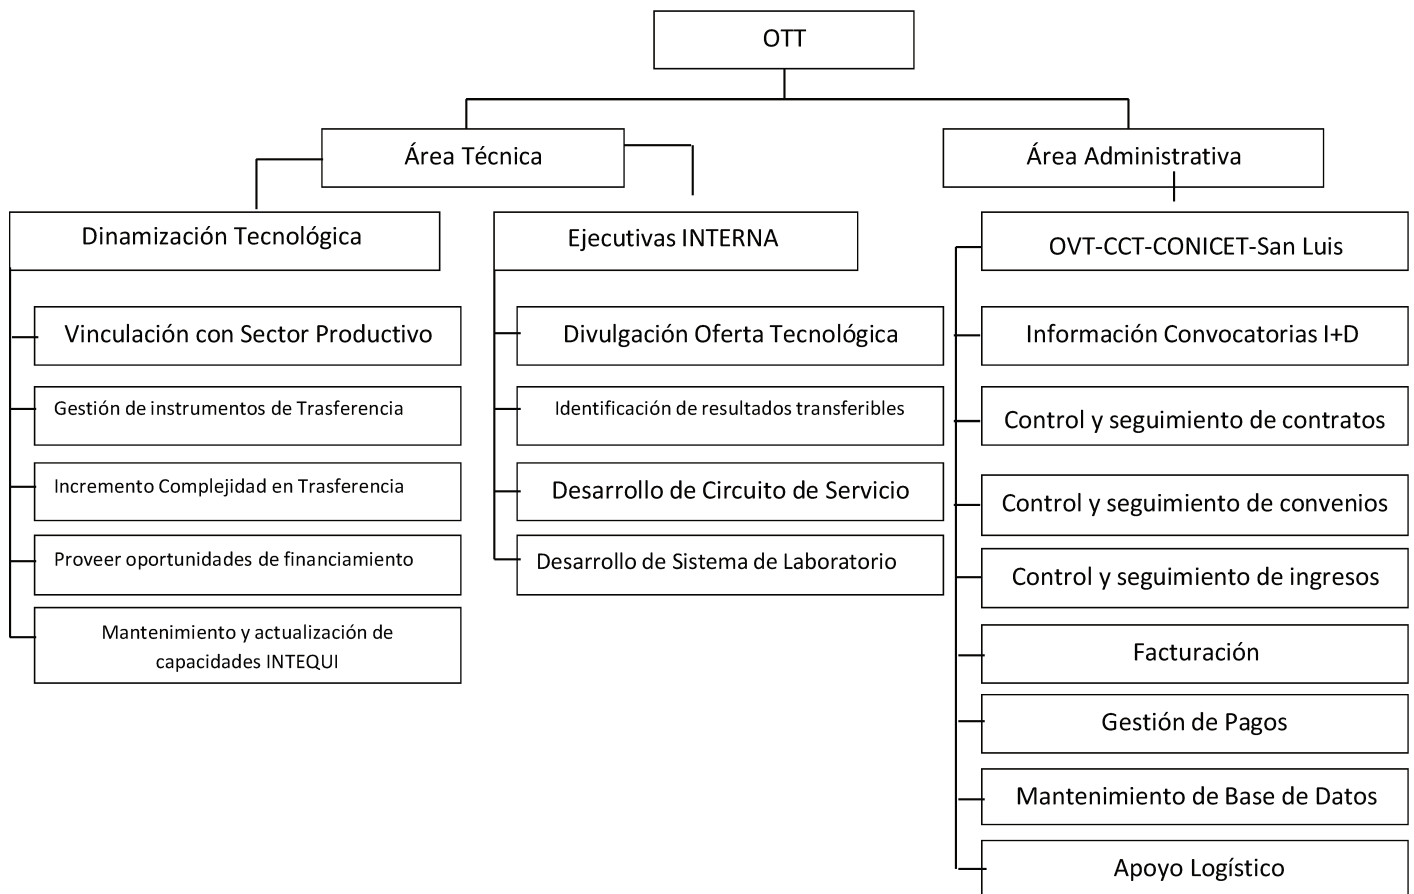 OTT
Área Técnica
Área Administrativa
Dinamización Tecnológica
Vinculación con Sector Productivo
Gestión de instrumentos de Trasferencia
Incremento Complejidad en Trasferencia
Proveer oportunidades de financiamiento
Mantenimiento y actualización de
capacidades INTEQUI
Ejecutivas INTERNA
Divulgación Oferta Tecnológica
Identificación de resultados transferibles
Desarrollo de Circuito de Servicio
Desarrollo de Sistema de Laboratorio
OVT-CCT-CONICET-San Luis
Información Convocatorias I+D
Control y seguimiento de contratos
Control y seguimiento de convenios
Control y seguimiento de ingresos
Facturación
Gestión de Pagos
Mantenimiento de Base de Datos
Apoyo Logístico